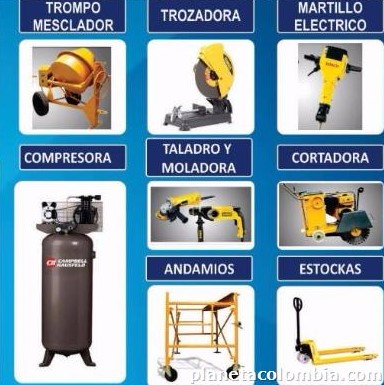 TROMPO
MESCLADOR
TROZADORA
MARTILLO
ELECTRICO
COMPRESORA
TALADRO Y
MOLADORA
CORTADORA
CAMPBELL
HAUSFELD
ANDAMIOS
ESTOCKAS
planetacolombia.com